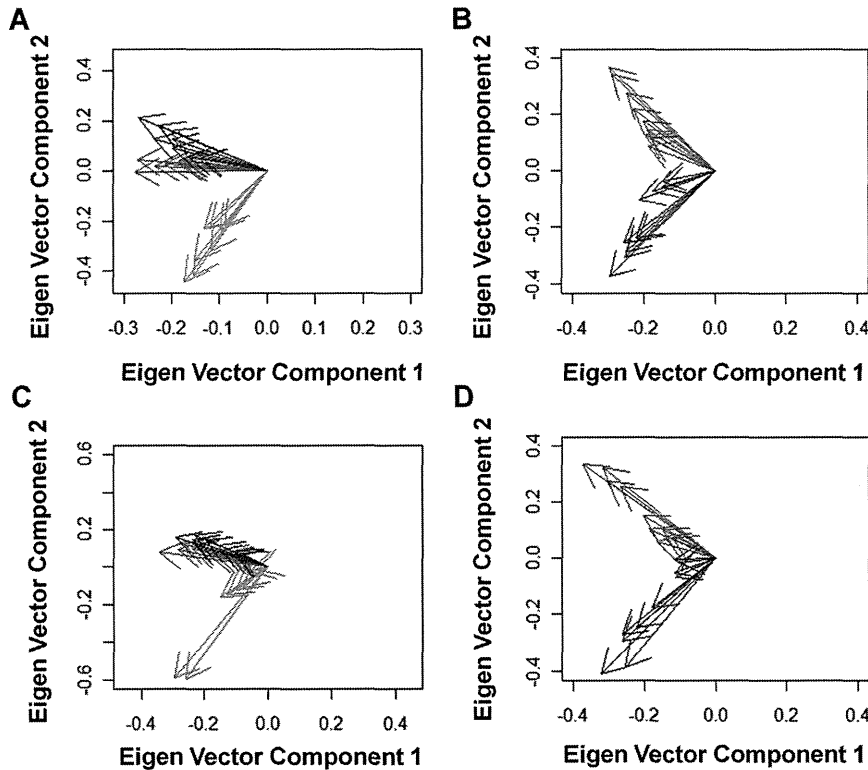 A
Eigen Vector Component 2
0.4
0.2
0.0
-0.2
-0.4
-0.3 -0.2 -0.1 0.0 0.1 0.2 0.3
Eigen Vector Component 1
B
Eigen Vector Component 2
0.4
0.2
0.0
-0.2
-0.4
-0.4 -0.2 0.0 0.2 0.4
Eigen Vector Component 1
C
Eigen Vector Component 2
0.6
0.2
-0.2
-0.6
-0.4 -0.2 0.0 0.2 0.4
Eigen Vector Component 1
D
Eigen Vector Component 2
0.4
0.2
0.0
-0.2
-0.4
-0.4 -0.2 0.0 0.2 0.4
Eigen Vector Component 1